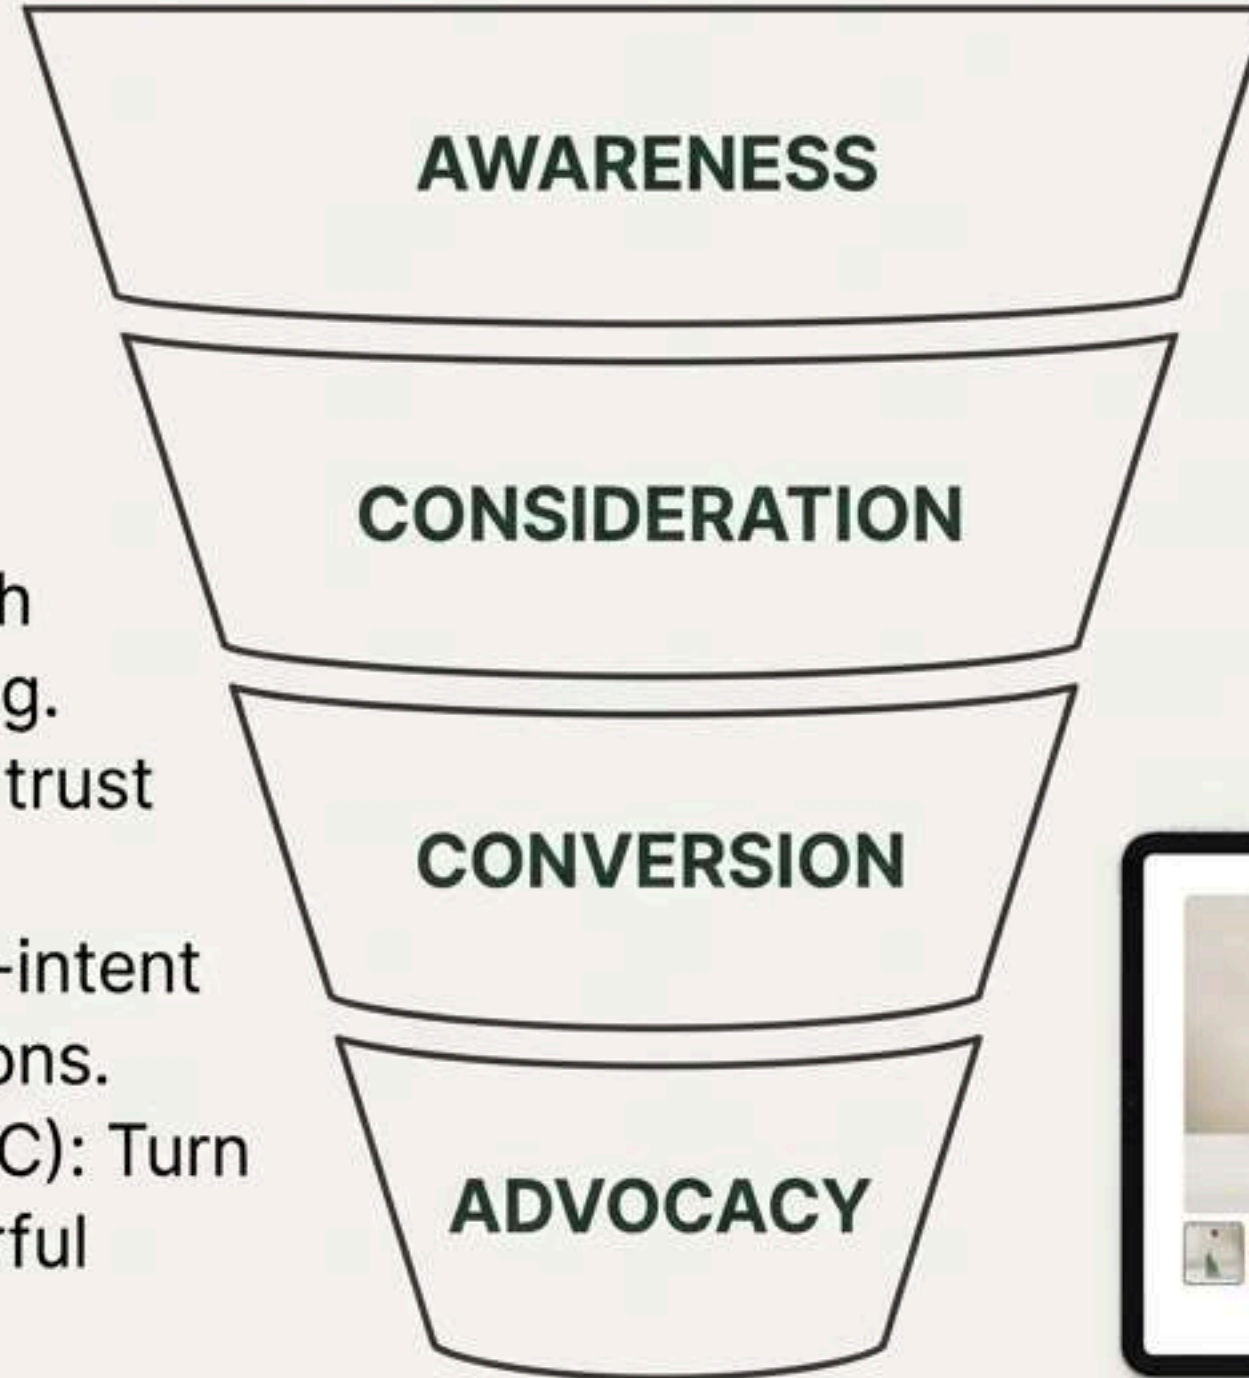 AWARENESS
CONSIDERATION
h
g.
trust
CONVERSION
-intent
ons.
C): Turn
ADVOCACY
rful